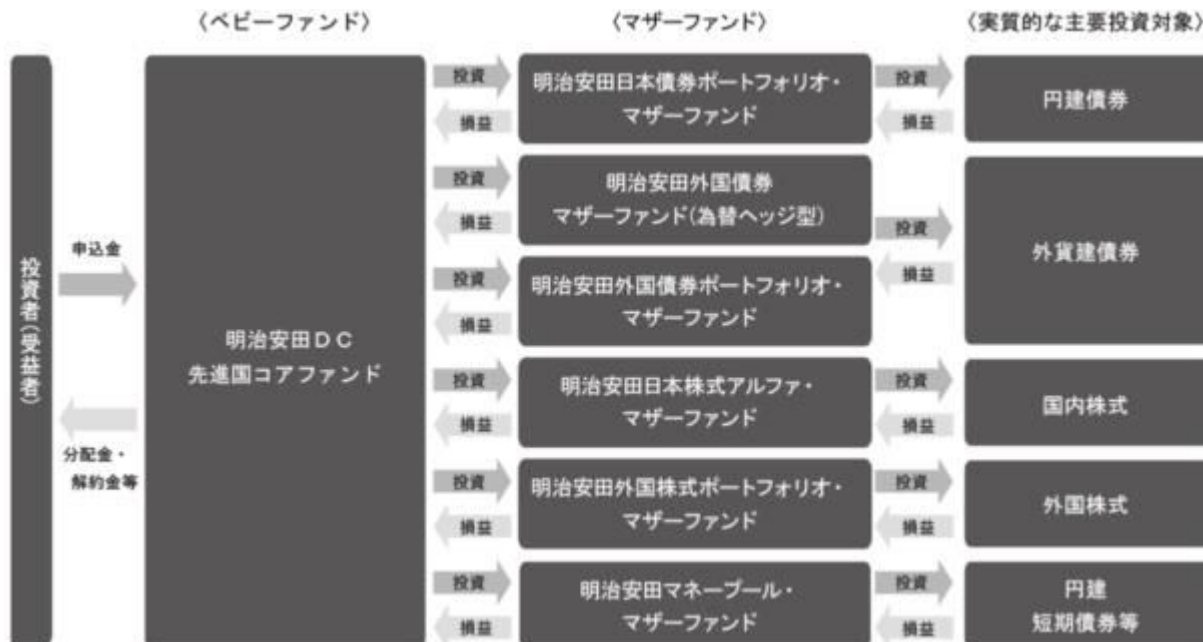 〈ベビーファンド〉
〈マザーファンド〉
〈実質的な主要投資対象〉
投資者(受益者)
申込金
分配金・
解約金等
明治安田DC
先進国コアファンド
投資
損益
明治安田日本債券ポートフォリオ・
マザーファンド
投資
損益
円建債券
投資
損益
明治安田外国債券
マザーファンド(為替ヘッジ型)
投資
損益
明治安田外国債券ポートフォリオ・
マザーファンド
投資
損益
外貨建債券
投資
損益
明治安田日本株式アルファ・
マザーファンド
投資
損益
国内株式
投資
損益
明治安田外国株式ポートフォリオ・
マザーファンド
投資
損益
外国株式
投資
損益
明治安田マネープール・
マザーファンド
投資
損益
円建
短期債券等